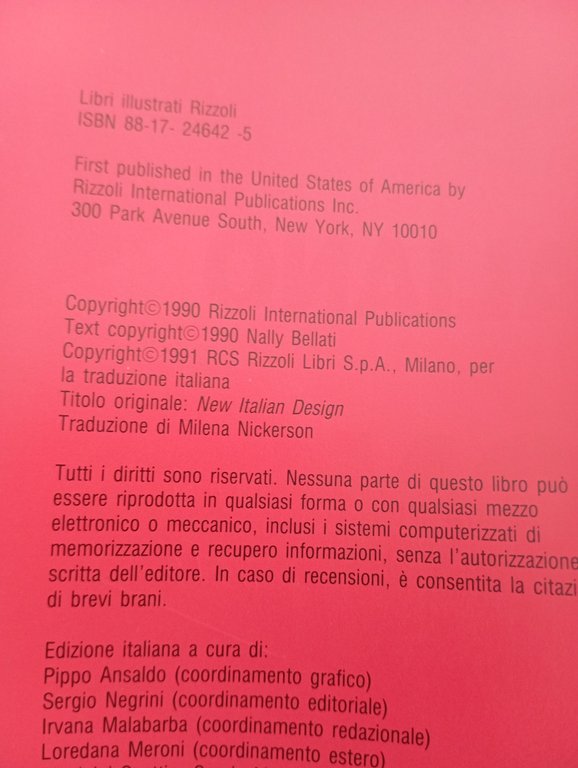 Libri illustrati Rizzoli
ISBN 88-17- 24642 -5
First published in the United States of America by
Rizzoli International Publications Inc.
300 Park Avenue South, New York, NY 10010
Copyright©1990 Rizzoli International Publications
Text copyright©1990 Nally Bellati
Copyright©1991 RCS Rizzoli Libri S.p.A., Milano, per
la traduzione italiana
Titolo originale: New Italian Design
Traduzione di Milena Nickerson
Tutti i diritti sono riservati. Nessuna parte di questo libro può
essere riprodotta in qualsiasi forma o con qualsiasi mezzo
elettronico o meccanico, inclusi i sistemi computerizzati di
memorizzazione e recupero informazioni, senza l'autorizzazione
scritta dell'editore. In caso di recensioni, è consentita la citazi
di brevi brani.
Edizione italiana a cura di:
Pippo Ansaldo (coordinamento grafico)
Sergio Negrini (coordinamento editoriale)
Irvana Malabarba (coordinamento redazionale)
Loredana Meroni (coordinamento estero)